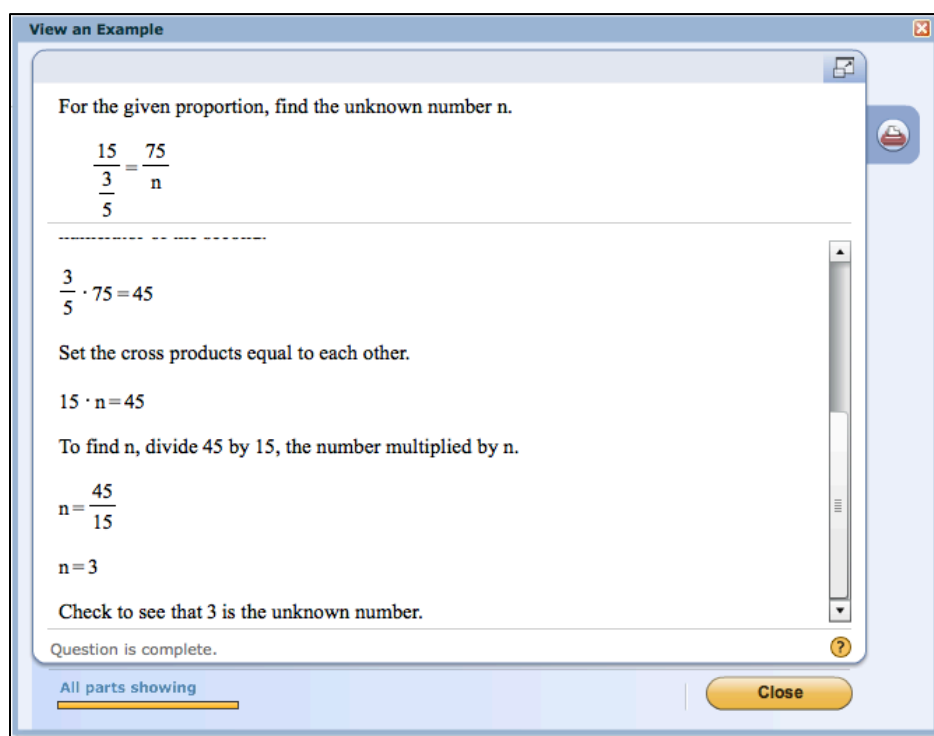 View an Example
For the given proportion, find the unknown number n.
15 75
— = —
3 n
—
5
3
— · 75 = 45
5
Set the cross products equal to each other.
15 · n = 45
To find n, divide 45 by 15, the number multiplied by n.
45
n = —
15
n = 3
Check to see that 3 is the unknown number.
Question is complete.
?
All parts showing
Close